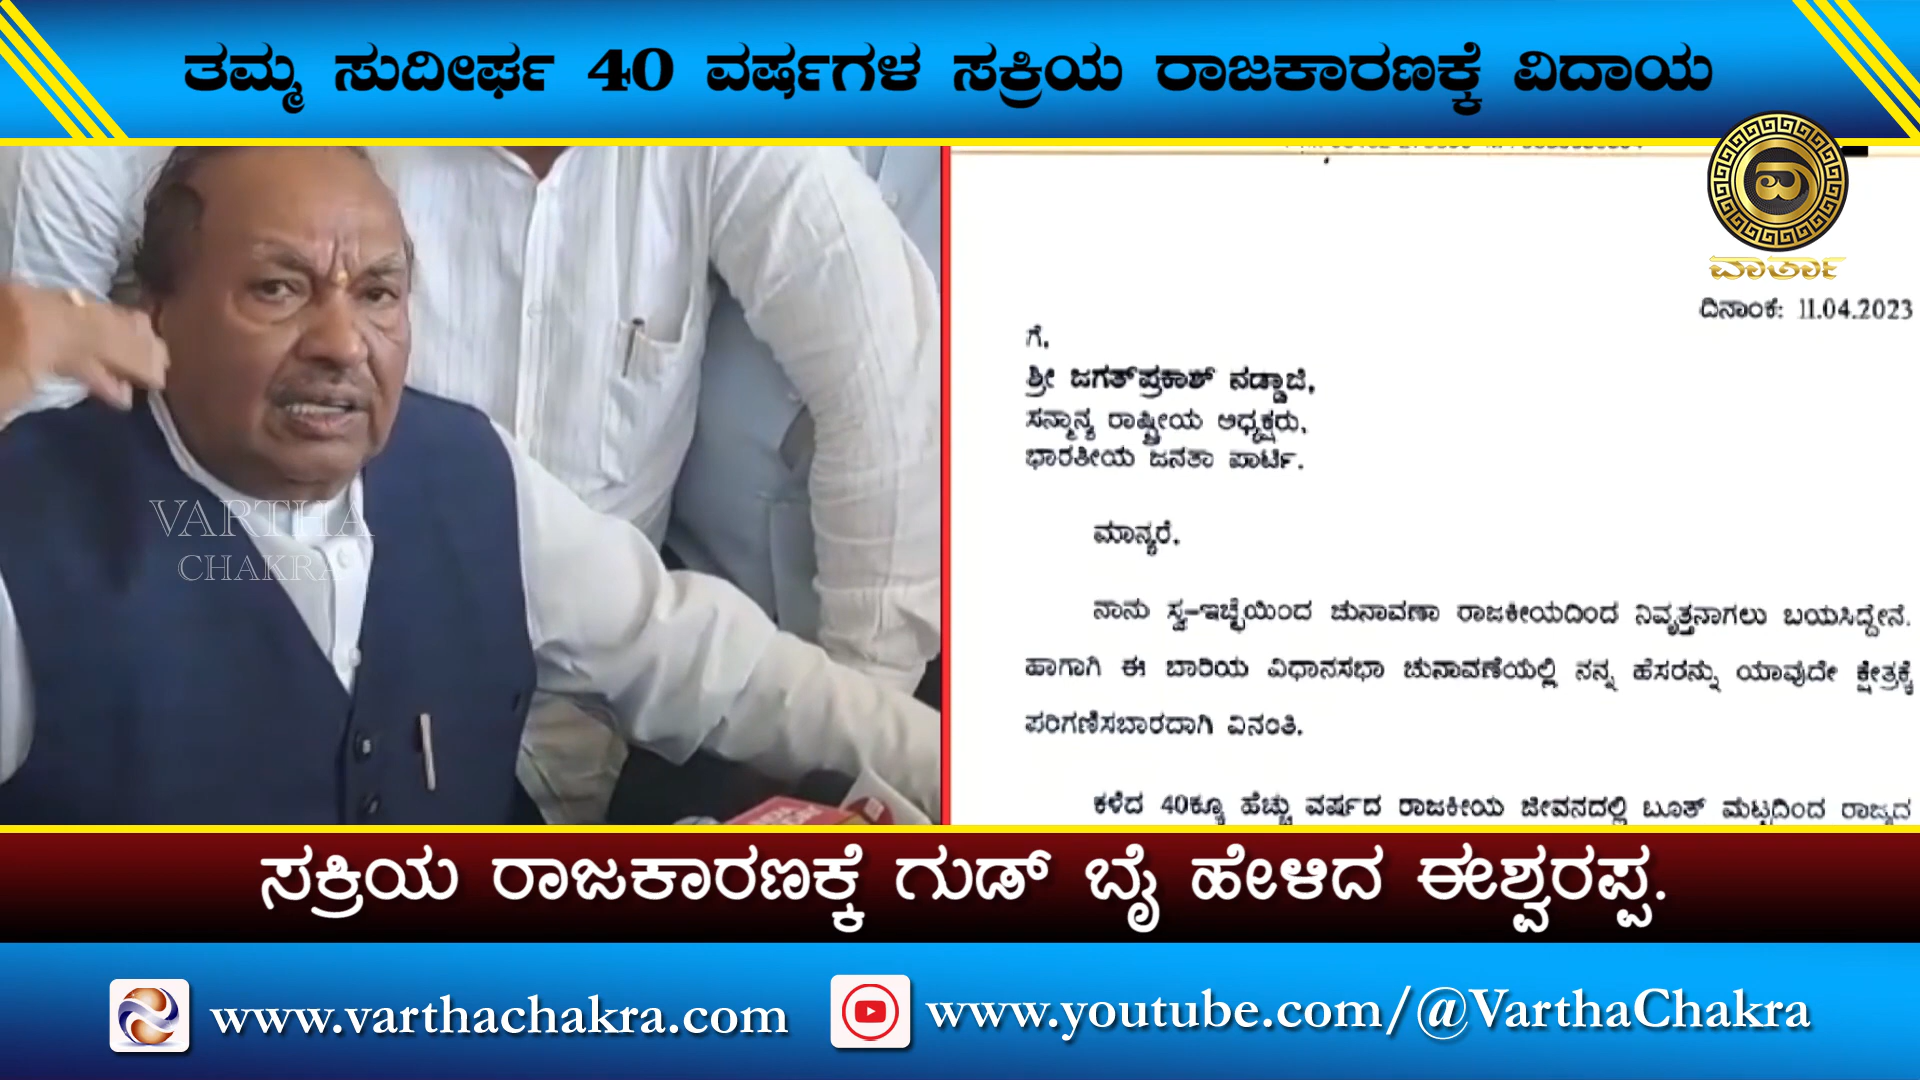 ತಮ್ಮ ಸುದೀರ್ಘ 40 ವರ್ಷಗಳ ಸಕ್ರಿಯ ರಾಜಕಾರಣಕ್ಕೆ ವಿದಾಯ
ವಾರ್ತಾ
ದಿನಾಂಕ: 11.04.2023
ಗೆ,
ಶ್ರೀ ಜಗತ್‌ಪ್ರಕಾಶ್ ನಡ್ಡಾಜಿ,
ಸನ್ಮಾನ್ಯ ರಾಷ್ಟ್ರೀಯ ಅಧ್ಯಕ್ಷರು,
ಭಾರತೀಯ ಜನತಾ ಪಾರ್ಟಿ.
ಮಾನ್ಯರೆ,
ನಾನು ಸ್ವ-ಇಚ್ಛೆಯಿಂದ ಚುನಾವಣಾ ರಾಜಕೀಯದಿಂದ ನಿವೃತ್ತನಾಗಲು ಬಯಸಿದ್ದೇನೆ.
ಹಾಗಾಗಿ ಈ ಬಾರಿಯ ವಿಧಾನಸಭಾ ಚುನಾವಣೆಯಲ್ಲಿ ನನ್ನ ಹೆಸರನ್ನು ಯಾವುದೇ ಕ್ಷೇತ್ರಕ್ಕೆ
ಪರಿಗಣಿಸಬಾರದಾಗಿ ವಿನಂತಿ.
ಕಳೆದ 40ಕ್ಕೂ ಹೆಚ್ಚು ವರ್ಷದ ರಾಜಕೀಯ ಜೀವನದಲ್ಲಿ ಬೂತ್ ಮಟ್ಟದಿಂದ ರಾಜ್ಯದ
VARTHA
CHAKRA
ಸಕ್ರಿಯ ರಾಜಕಾರಣಕ್ಕೆ ಗುಡ್ ಬೈ ಹೇಳಿದ ಈಶ್ವರಪ್ಪ.
www.varthachakra.com
www.youtube.com/@VarthaChakra